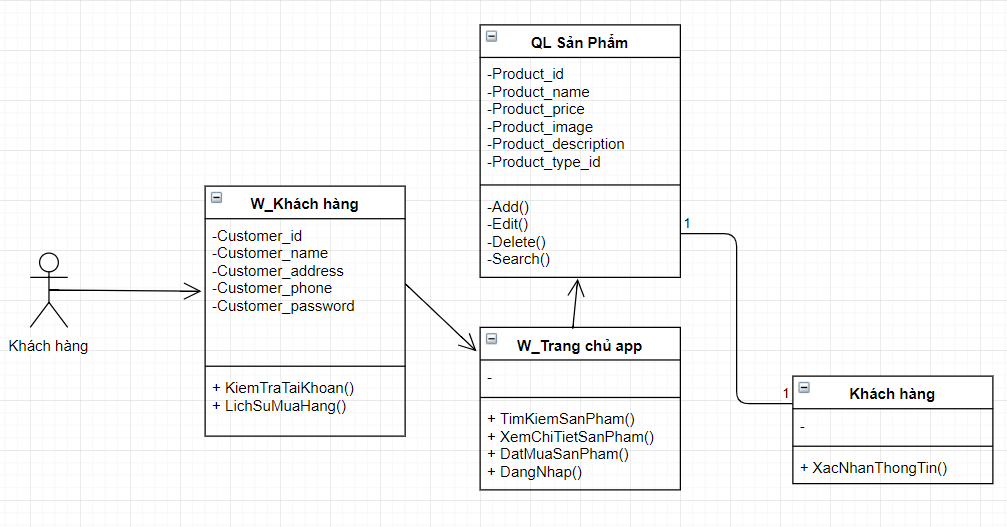 QL Sản Phẩm
-Product_id
-Product_name
-Product_price
-Product_image
-Product_description
-Product_type_id
-Add()
-Edit()
-Delete()
-Search()
1
W_Khách hàng
-Customer_id
-Customer_name
-Customer_address
-Customer_phone
-Customer_password
+ KiemTraTaiKhoan()
+ LichSuMuaHang()
Khách hàng
W_Trang chủ app
-
+ TimKiemSanPham()
+ XemChiTietSanPham()
+ DatMuaSanPham()
+ DangNhap()
1
Khách hàng
-
+ XacNhanThongTin()